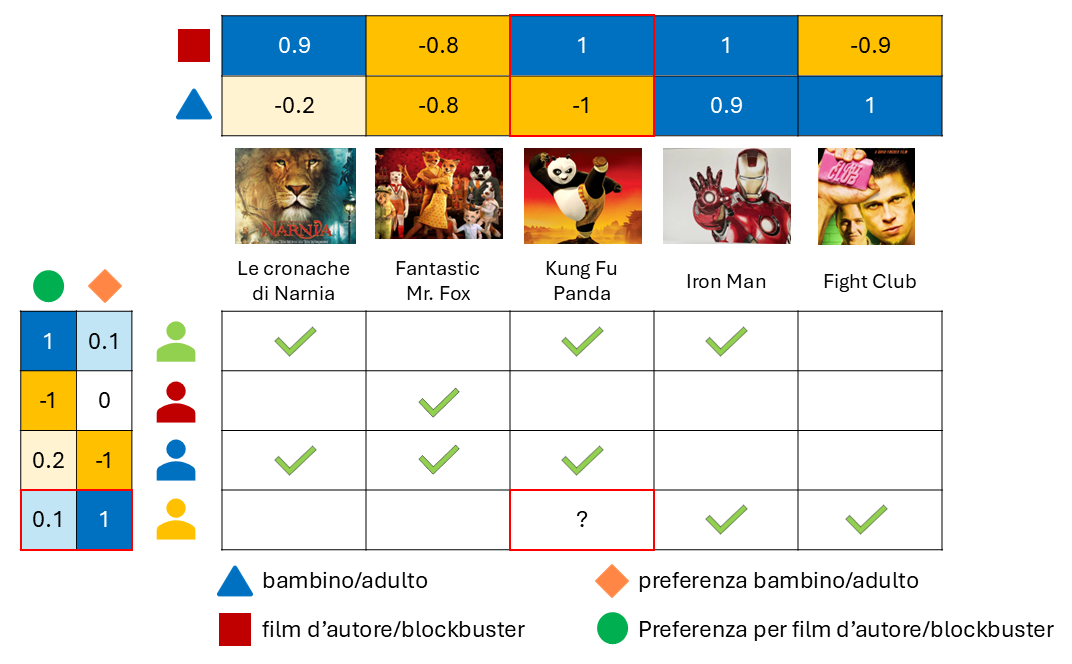 0.9 -0.8 1 1 -0.9
-0.2 -0.8 -1 0.9 1
NARNIA
CLUB
Le cronache di Narnia
Fantastic Mr. Fox
Kung Fu Panda
Iron Man
Fight Club
1 0.1
-1 0
0.2 -1
0.1 1 ?
bambino/adulto
preferenza bambino/adulto
film d'autore/blockbuster
Preferenza per film d'autore/blockbuster